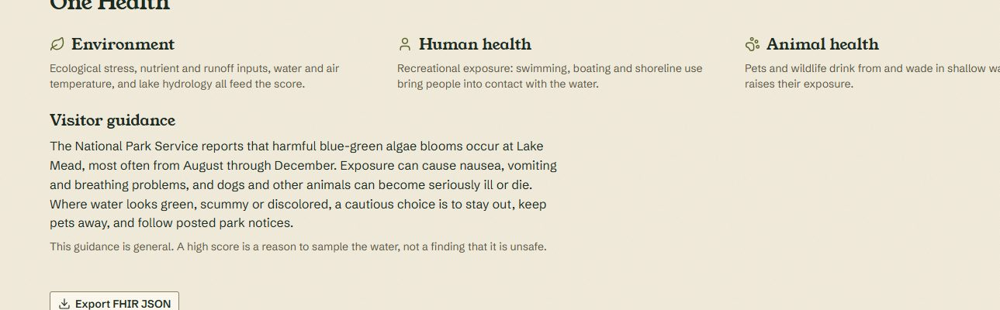 One Health
Environment
Ecological stress, nutrient and runoff inputs, water and air
temperature, and lake hydrology all feed the score.
Human health
Recreational exposure: swimming, boating and shoreline use
bring people into contact with the water.
Animal health
Pets and wildlife drink from and wade in shallow
raises their exposure.
Visitor guidance
The National Park Service reports that harmful blue-green algae blooms occur at Lake
Mead, most often from August through December. Exposure can cause nausea, vomiting
and breathing problems, and dogs and other animals can become seriously ill or die.
Where water looks green, scummy or discolored, a cautious choice is to stay out, keep
pets away, and follow posted park notices.
This guidance is general. A high score is a reason to sample the water, not a finding that it is unsafe.
Export FHIR JSON